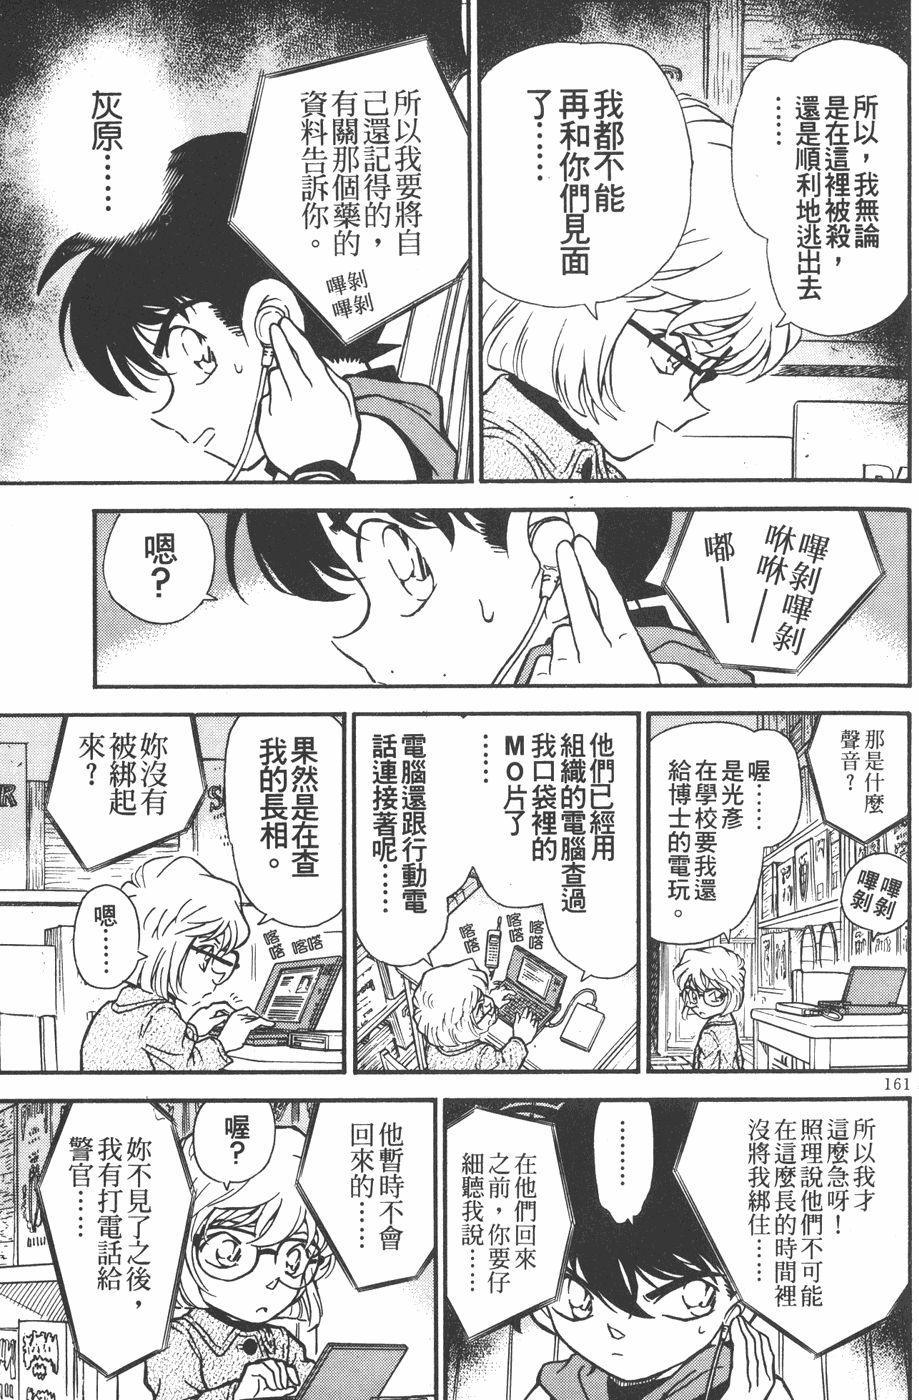 所以，我無論
是在這裡被殺，
還是順利地逃出去
……
我都不能
再和你們見面
了……
所以我要將自
己還記得的，
有關那個藥的
資料告訴你。
嗶剝
嗶剝
灰原……
嗶剝嗶剝
咻咻——
嘟——
嗯？
那是什麼
聲音？
嗶剝
嗶剝
喔……
是光彥
在學校要我還
給博士的電玩。
他們已經用
組織的電腦查過
我口袋裡的
MO片了
……
電腦還跟行動電
話連接著呢……
喀嗒
喀嗒
果然是在查
我的長相。
喀嗒
喀嗒
妳沒有
被綁起
來？
嗯……
161
所以我才
這麼急呀！
照理說他們不可能
在這麼長的時間裡
沒將我綁住……
……
在他們回來
之前，你要仔
細聽我說……
他暫時不會
回來的……
喔？
妳不見了之後，
我有打電話給
警官……